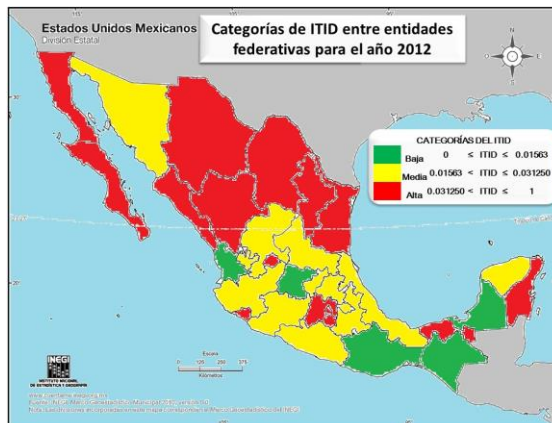 Estados Unidos Mexicanos
División Estatal
Categorías de ITID entre entidades
federativas para el año 2012
N
O
E
S
CATEGORÍAS DEL ITID
Baja 0 ≤ ITID ≤ 0.01563
Media 0.01563 < ITID ≤ 0.031250
Alta 0.031250 < ITID ≤ 1
30
20
INEGI
INSTITUTO NACIONAL
DE ESTADÍSTICA Y GEOGRAFÍA
Escala
Kilómetros